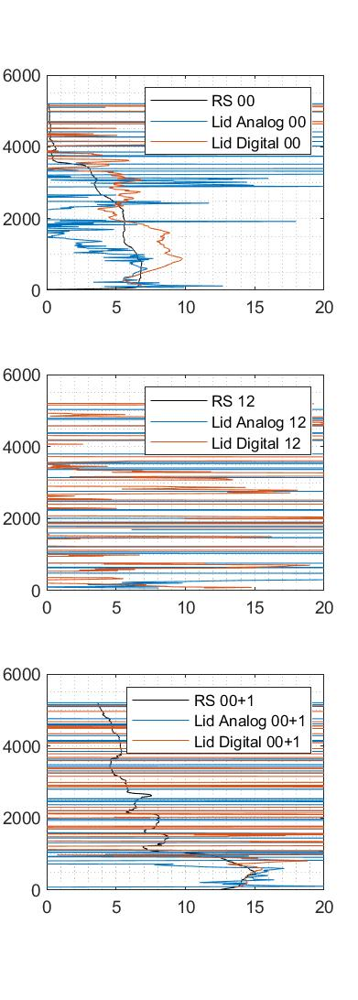 6000
RS 00
Lid Analog 00
Lid Digital 00
4000
2000
0
0 5 10 15 20
6000
RS 12
Lid Analog 12
Lid Digital 12
4000
2000
0
0 5 10 15 20
6000
RS 00+1
Lid Analog 00+1
Lid Digital 00+1
4000
2000
0
0 5 10 15 20